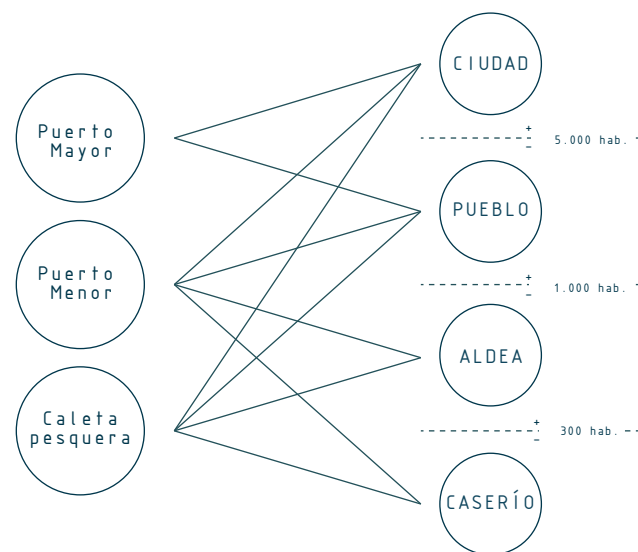 Puerto
Mayor
Puerto
Menor
Caleta
pesquera
CIUDAD
+
–
5.000 hab.
PUEBLO
+
–
1.000 hab.
ALDEA
+
–
300 hab.
CASERÍO